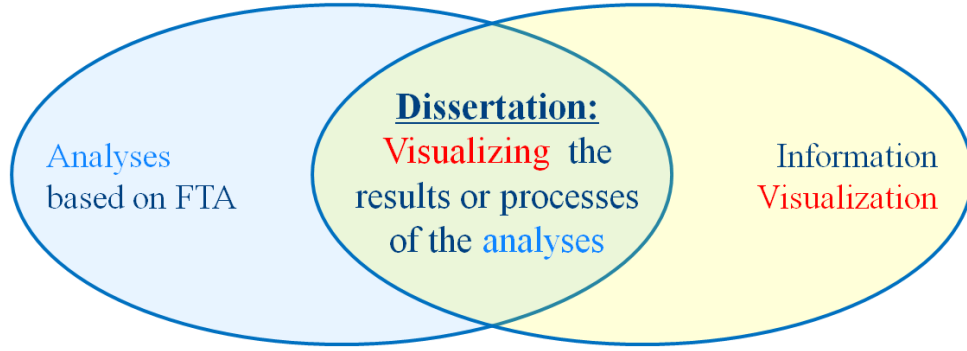 Analyses
based on FTA
Dissertation:
Visualizing the
results or processes
of the analyses
Information
Visualization